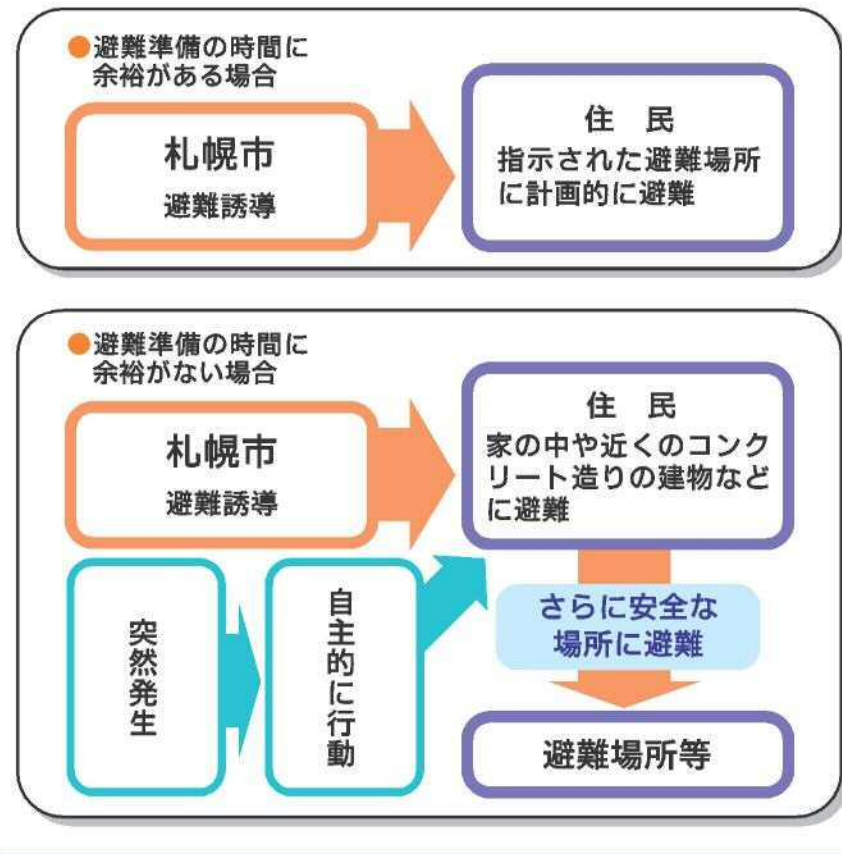 ●避難準備の時間に
余裕がある場合
札幌市
避難誘導
住　民
指示された避難場所
に計画的に避難
●避難準備の時間に
余裕がない場合
札幌市
避難誘導
住　民
家の中や近くのコンク
リート造りの建物など
に避難
突然発生
自主的に行動
さらに安全な
場所に避難
避難場所等